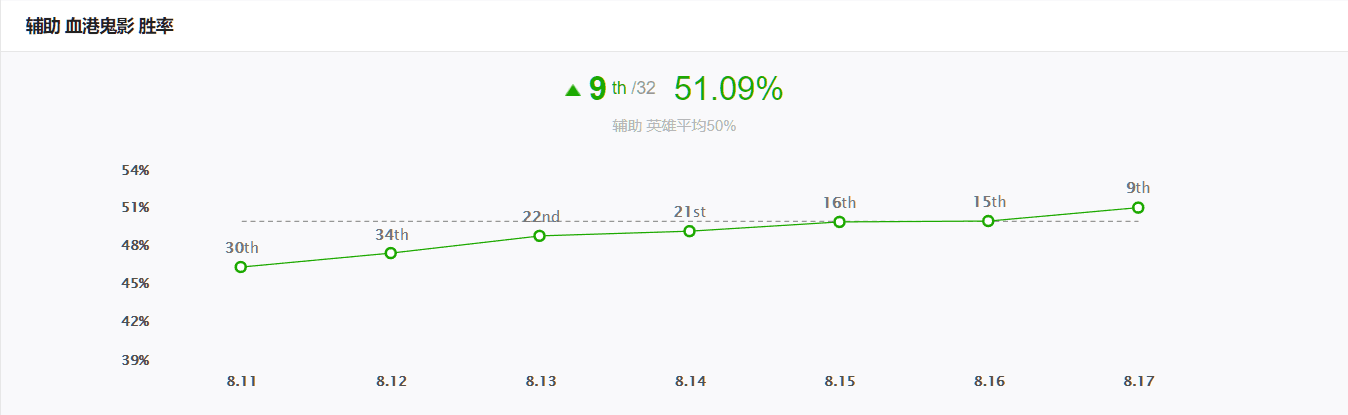 辅助 血港鬼影 胜率
9 th /32 51.09%
辅助 英雄平均50%
54%
51%
48%
45%
42%
39%
30th
34th
22nd
21st
16th
15th
9th
8.11 8.12 8.13 8.14 8.15 8.16 8.17